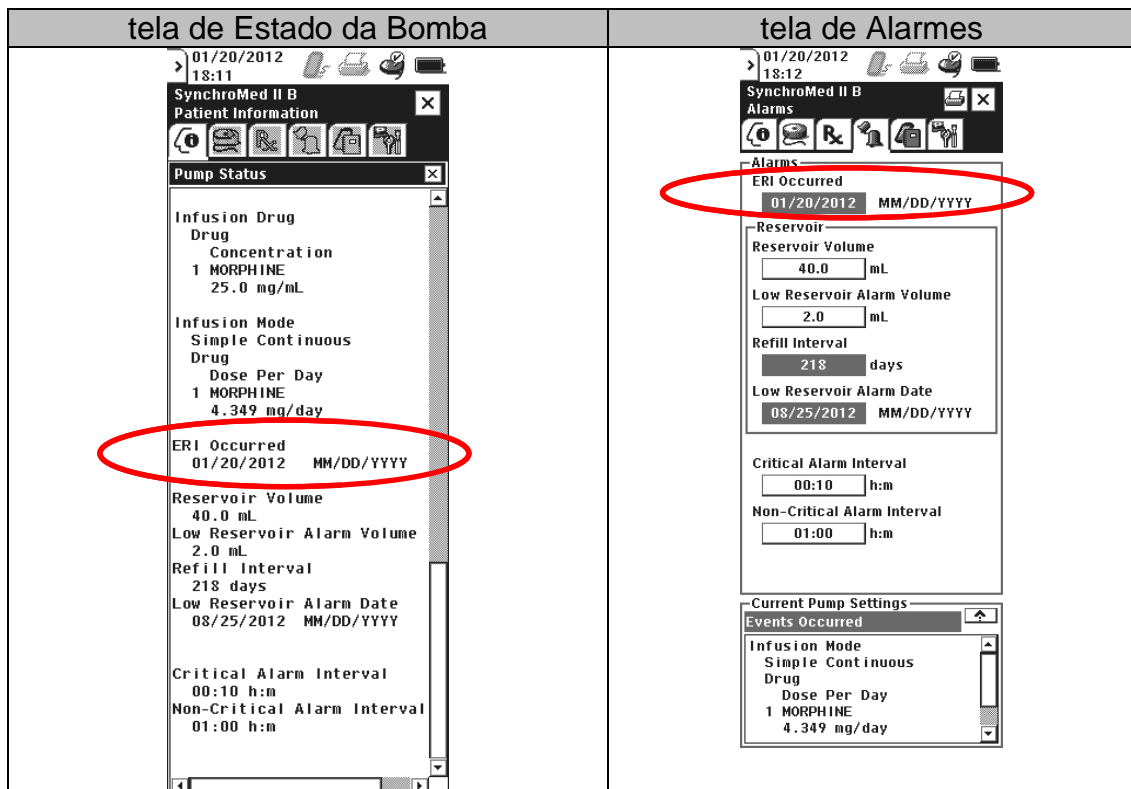 tela de Estado da Bomba
01/20/2012
18:11
SynchroMed II B
Patient Information
Rx
Pump Status
Infusion Drug
Drug
Concentration
1 MORPHINE
25.0 mg/mL
Infusion Mode
Simple Continuous
Drug
Dose Per Day
1 MORPHINE
4.349 mg/day
ERI Occurred
01/20/2012 MM/DD/YYYY
Reservoir Volume
40.0 mL
Low Reservoir Alarm Volume
2.0 mL
Refill Interval
218 days
Low Reservoir Alarm Date
08/25/2012 MM/DD/YYYY
Critical Alarm Interval
00:10 h:m
Non-Critical Alarm Interval
01:00 h:m
tela de Alarmes
01/20/2012
18:12
SynchroMed II B
Alarms
Rx
Alarms
ERI Occurred
01/20/2012 MM/DD/YYYY
Reservoir
Reservoir Volume
40.0 mL
Low Reservoir Alarm Volume
2.0 mL
Refill Interval
218 days
Low Reservoir Alarm Date
08/25/2012 MM/DD/YYYY
Critical Alarm Interval
00:10 h:m
Non-Critical Alarm Interval
01:00 h:m
Current Pump Settings
Events Occurred
Infusion Mode
Simple Continuous
Drug
Dose Per Day
1 MORPHINE
4.349 mg/day